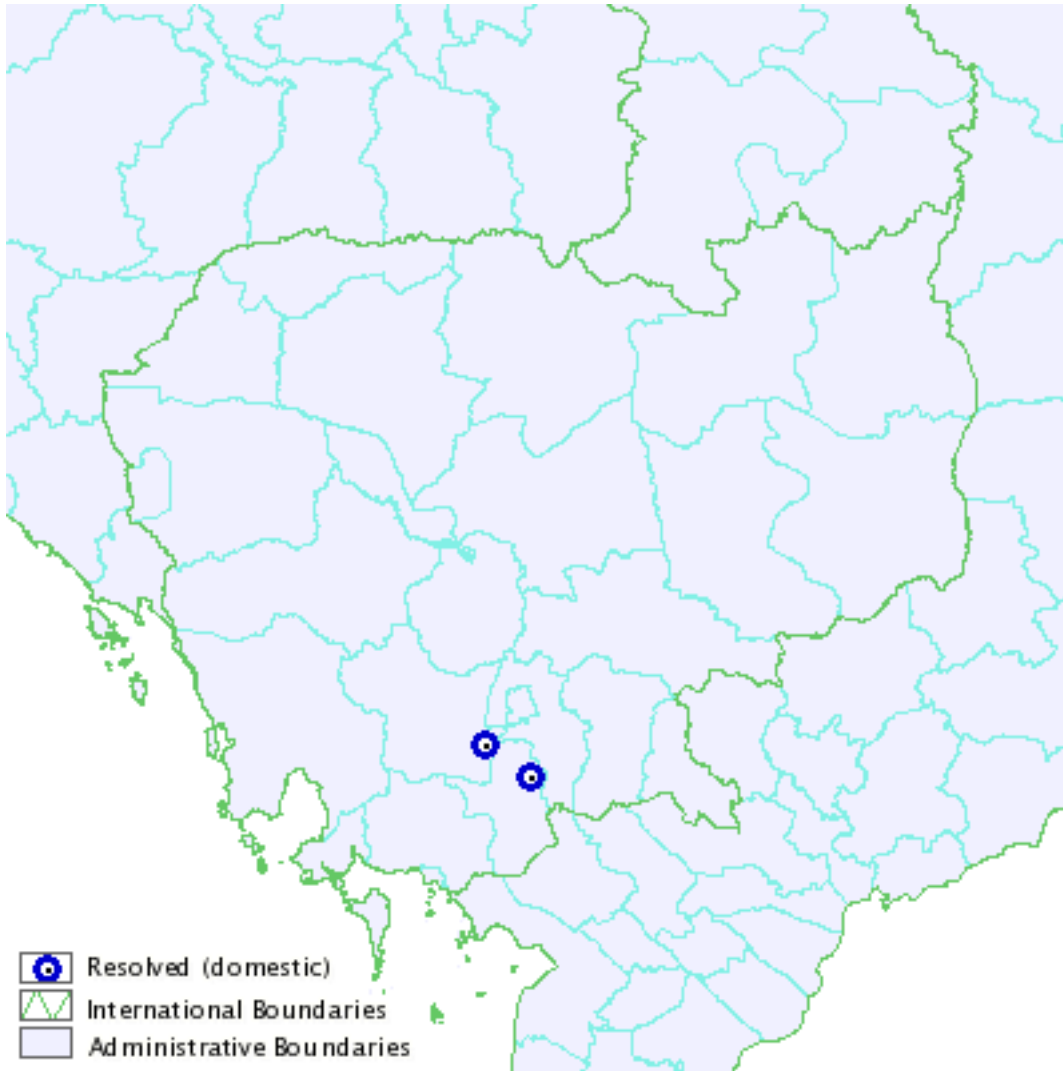 Resolved (domestic)
International Boundaries
Administrative Boundaries